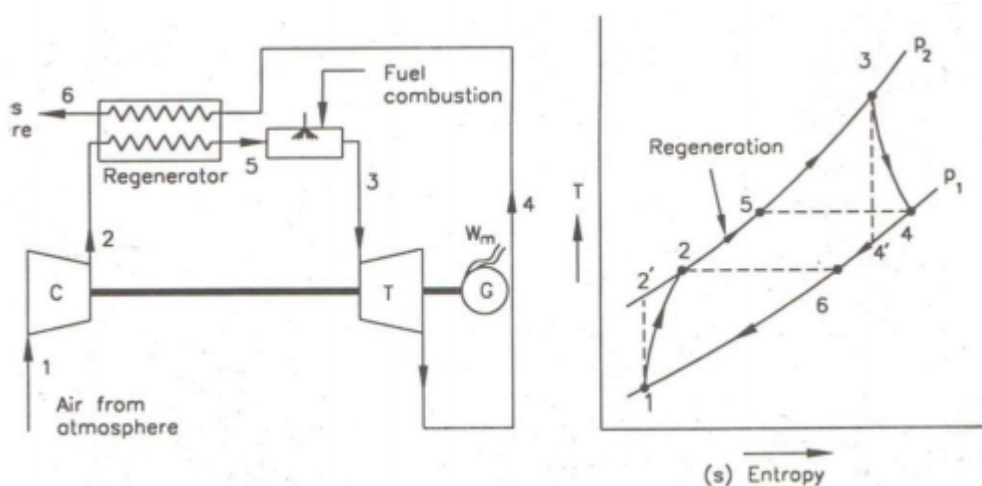 6
s
re
Fuel
combustion
Regenerator
5
3
2
4
W_m
C
T
G
1
Air from
atmosphere
3
p₂
Regeneration
T
p₁
5
2
4
2'
4'
6
1
(s) Entropy